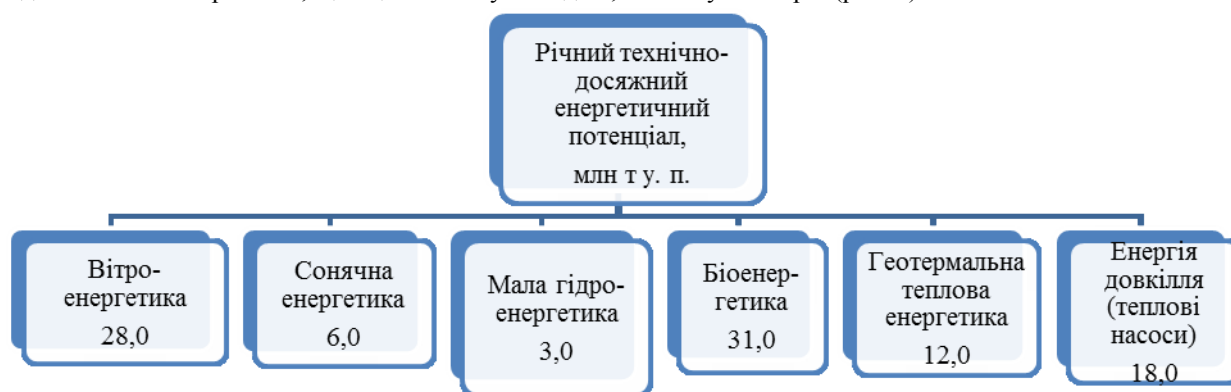 Річний технічно-
досяжний
енергетичний
потенціал,
млн т у. п.
Вітро-
енергетика
28,0
Сонячна
енергетика
6,0
Мала гідро-
енергетика
3,0
Біоенер-
гетика
31,0
Геотермальна
теплова
енергетика
12,0
Енергія
довкілля
(теплові
насоси)
18,0